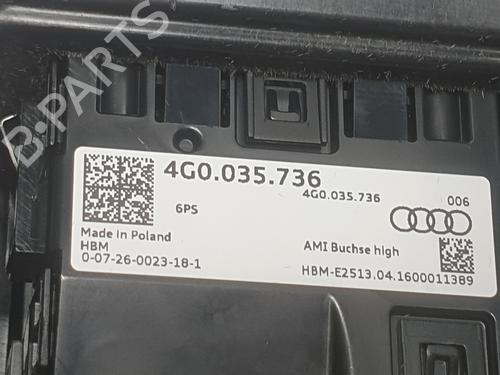 B-PARTS
4G0.035.736
4G0.035.736
006
6PS
Made in Poland
HBM
0-07-26-0023-18-1
AMI Buchse high
HBM-E2513.04.1600011389